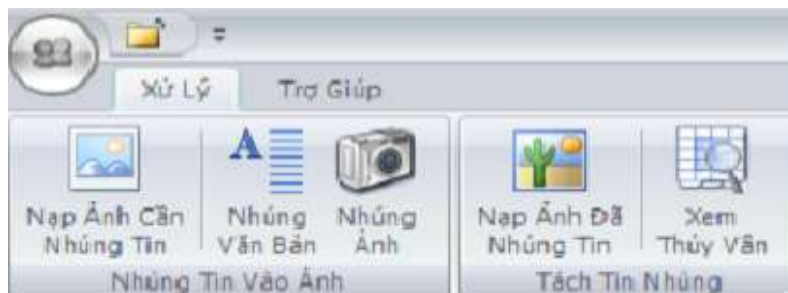 Xử Lý Trợ Giúp
Nạp Ảnh Cần Nhúng Nhúng Nạp Ảnh Đã Xem
Nhúng Tin Văn Bản Ảnh Nhúng Tin Thủy Vân
Nhúng Tin Vào Ảnh Tách Tin Nhúng